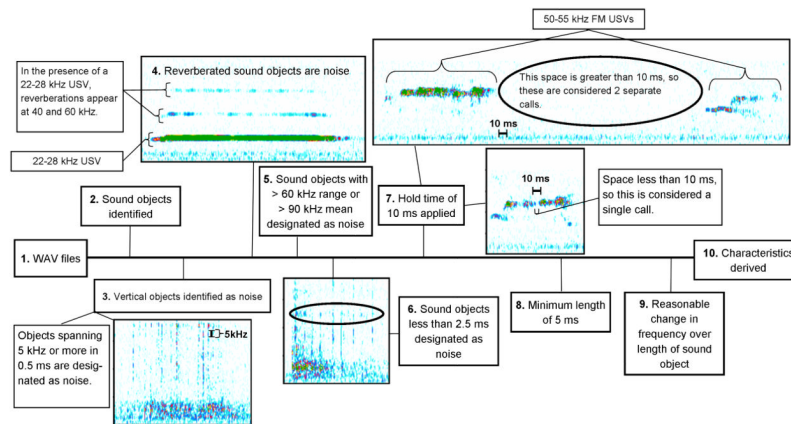 50-55 kHz FM USVs
In the presence of a
22-28 kHz USV,
reverberations appear
at 40 and 60 kHz.
4. Reverberated sound objects are noise
This space is greater than 10 ms, so
these are considered 2 separate
calls.
10 ms
22-28 kHz USV
5. Sound objects with
> 60 kHz range or
> 90 kHz mean
designated as noise
2. Sound objects
identified
7. Hold time of
10 ms applied
10 ms
Space less than 10 ms,
so this is considered a
single call.
1. WAV files
10. Characteristics
derived
3. Vertical objects identified as noise
Objects spanning
5 kHz or more in
0.5 ms are desig-
nated as noise.
5kHz
6. Sound objects
less than 2.5 ms
designated as
noise
8. Minimum length
of 5 ms
9. Reasonable
change in
frequency over
length of sound
object